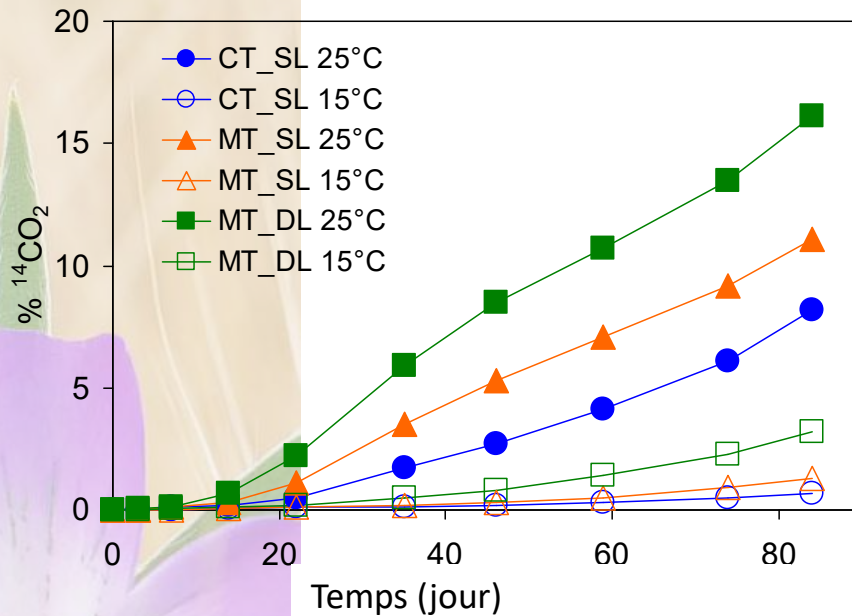 20
15
10
5
0
% ¹⁴CO₂
CT_SL 25°C
CT_SL 15°C
MT_SL 25°C
MT_SL 15°C
MT_DL 25°C
MT_DL 15°C
0 20 40 60 80
Temps (jour)